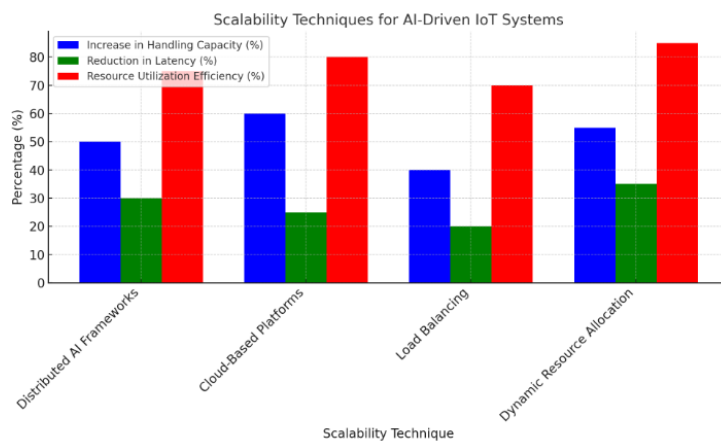 Scalability Techniques for AI-Driven IoT Systems
Increase in Handling Capacity (%)
Reduction in Latency (%)
Resource Utilization Efficiency (%)
Percentage (%)
80
70
60
50
40
30
20
10
0
Distributed AI Frameworks
Cloud-Based Platforms
Load Balancing
Dynamic Resource Allocation
Scalability Technique